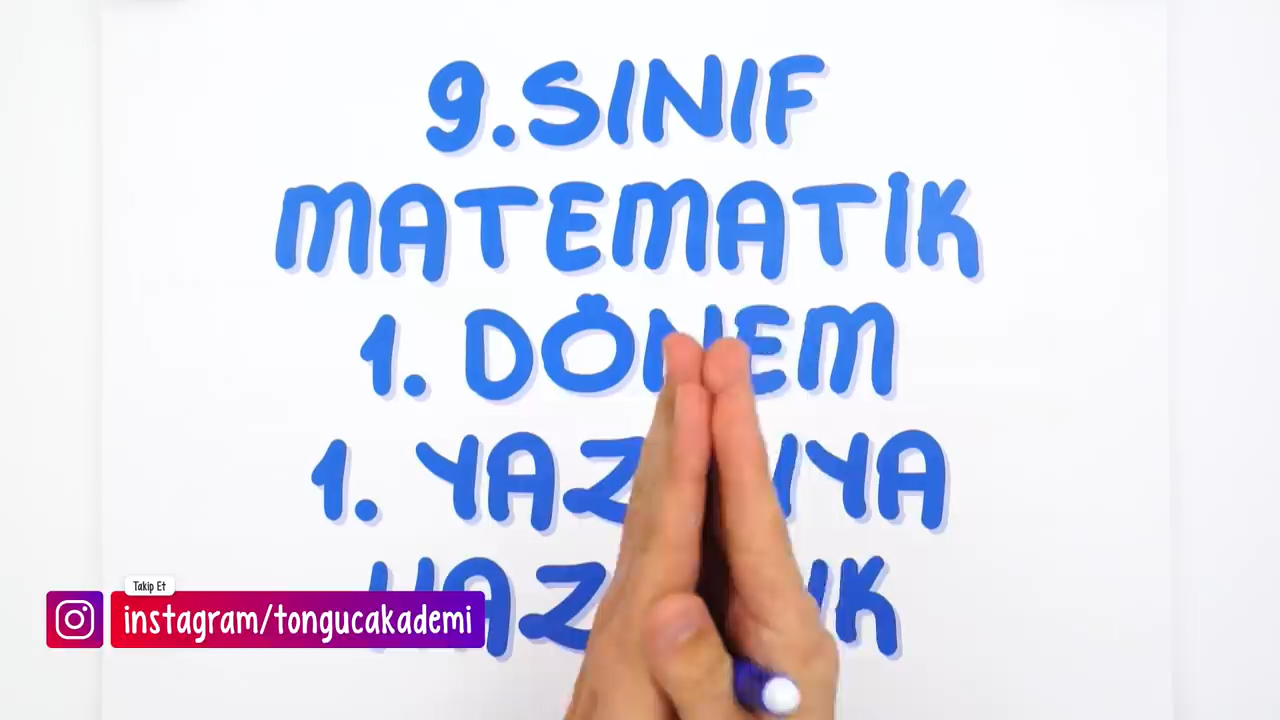 9.SINIF
MATEMATİK
1. DÖNEM
1.
Takip Et
instagram/tongucakademi